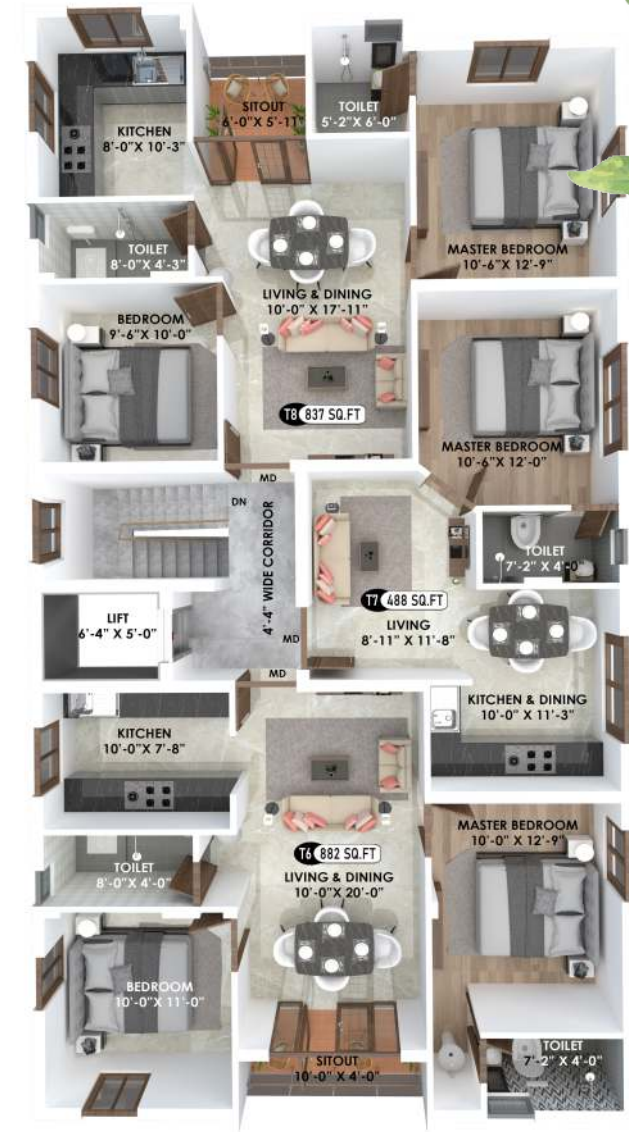 SITOUT
6'-0"X 5'-11"
TOILET
5'-2"X 6'-0"
KITCHEN
8'-0"X 10'-3"
TOILET
8'-0"X 4'-3"
MASTER BEDROOM
10'-6"X 12'-9"
LIVING & DINING
10'-0"X 17'-11"
BEDROOM
9'-6"X 10'-0"
T8 837 SQ.FT
MASTER BEDROOM
10'-6"X 12'-0"
MD
DN
4'-4" WIDE CORRIDOR
TOILET
7'-2" X 4'-0"
T7 488 SQ.FT
LIVING
8'-11" X 11'-8"
LIFT
6'-4" X 5'-0"
MD
MD
KITCHEN & DINING
10'-0" X 11'-3"
KITCHEN
10'-0"X 7'-8"
MASTER BEDROOM
10'-0" X 12'-9"
T6 882 SQ.FT
LIVING & DINING
10'-0"X 20'-0"
TOILET
8'-0"X 4'-0"
BEDROOM
10'-0"X 11'-0"
SITOUT
10'-0" X 4'-0"
TOILET
7'-2" X 4'-0"